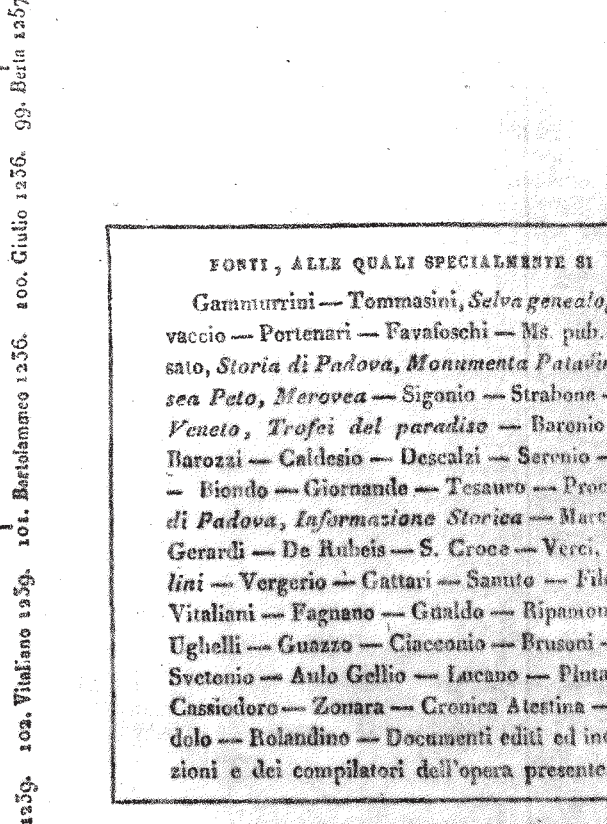 1239. 102. Vitaliano 1239. 101. Bartolammeo 1236. 100. Giulio 1236. 99. Berta 1257
FONTI, ALLE QUALI SPECIALMENTE SI
Gammurrini — Tommasini, Selva genealo
vaccio — Portenari — Favafoschi — Ms. pub.
sato, Storia di Padova, Monumenta Patavin
sea Peto, Merovea — Sigonio — Strabone —
Veneto, Trofei del paradiso — Baronio
Barozzi — Caldesio — Descalzi — Serenio —
— Biondo — Giornande — Tesauro — Proc
di Padova, Informazione Storica — Marc
Gerardi — De Rubeis — S. Croce — Verci,
lini — Vergerio — Gattari — Sanuto — Fil
Vitaliani — Fagnano — Gualdo — Ripamon
Ughelli — Guazzo — Ciacconio — Brusoni —
Svetonio — Aulo Gellio — Lucano — Pluta
Cassiodoro — Zonara — Cronica Atestina —
dolo — Rolandino — Documenti editi ed ine
zioni e dei compilatori dell'opera presente